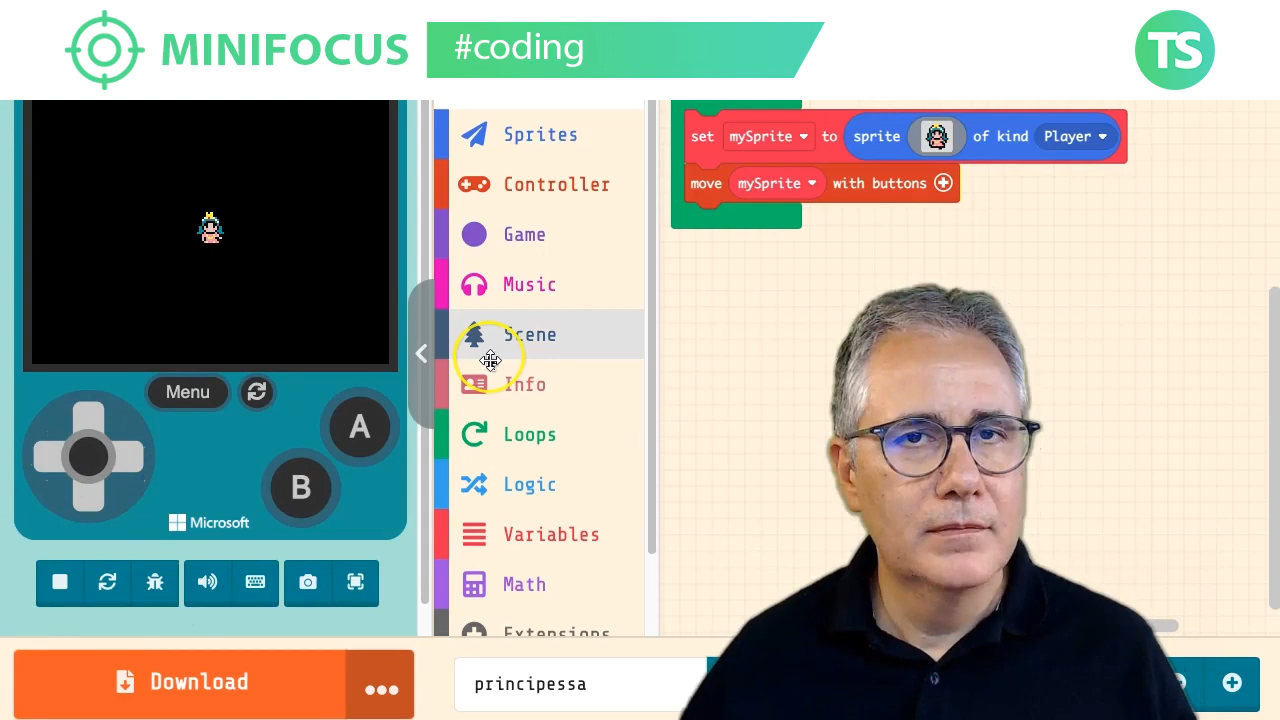 MINIFOCUS
#coding
TS
Sprites
Controller
Game
Music
Scene
Info
Loops
Logic
Variables
Math
Extensions
set mySprite to sprite of kind Player
move mySprite with buttons
Menu
A
B
Microsoft
Download
principessa